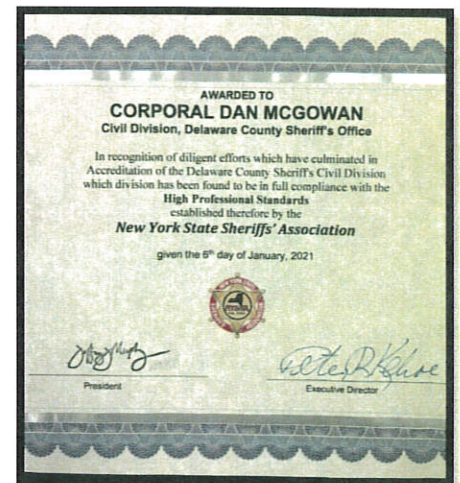 AWARDED TO
CORPORAL DAN MCGOWAN
Civil Division, Delaware County Sheriff's Office
In recognition of diligent efforts which have culminated in
Accreditation of the Delaware County Sheriff's Civil Division
which division has been found to be in full compliance with the
High Professional Standards
established therefore by the
New York State Sheriffs' Association
given the 6th day of January, 2021
Peter R Kehoe
President
Executive Director